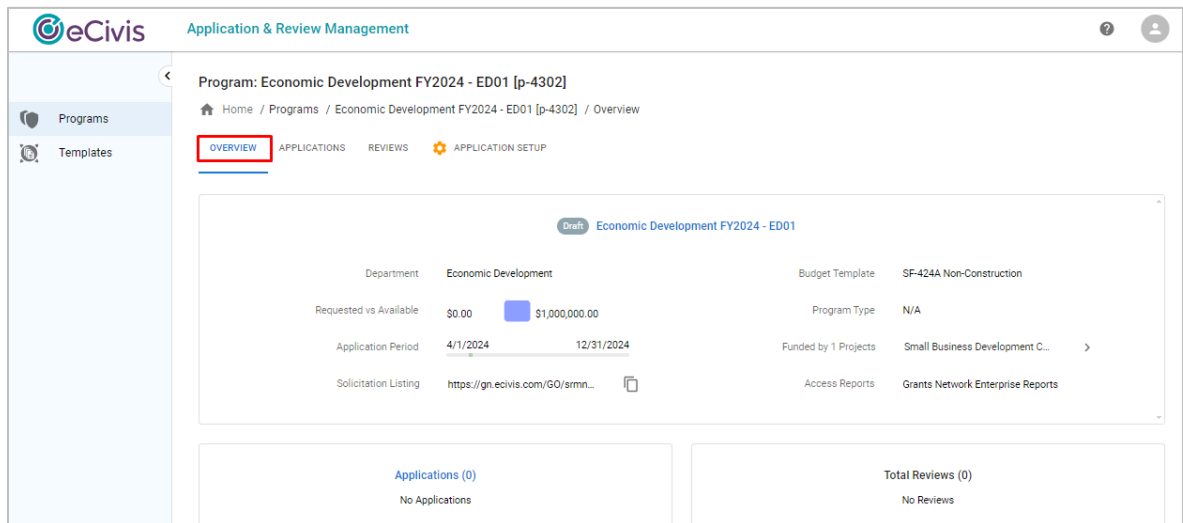 eCivis
Application & Review Management
Programs
Templates
Program: Economic Development FY2024 - ED01 [p-4302]
Home / Programs / Economic Development FY2024 - ED01 [p-4302] / Overview
OVERVIEW APPLICATIONS REVIEWS APPLICATION SETUP
Draft Economic Development FY2024 - ED01
Department Economic Development Budget Template SF-424A Non-Construction
Requested vs Available $0.00 $1,000,000.00 Program Type N/A
Application Period 4/1/2024 12/31/2024 Funded by 1 Projects Small Business Development C...
Solicitation Listing https://gn.ecivis.com/GO/srmn... Access Reports Grants Network Enterprise Reports
Applications (0) Total Reviews (0)
No Applications No Reviews